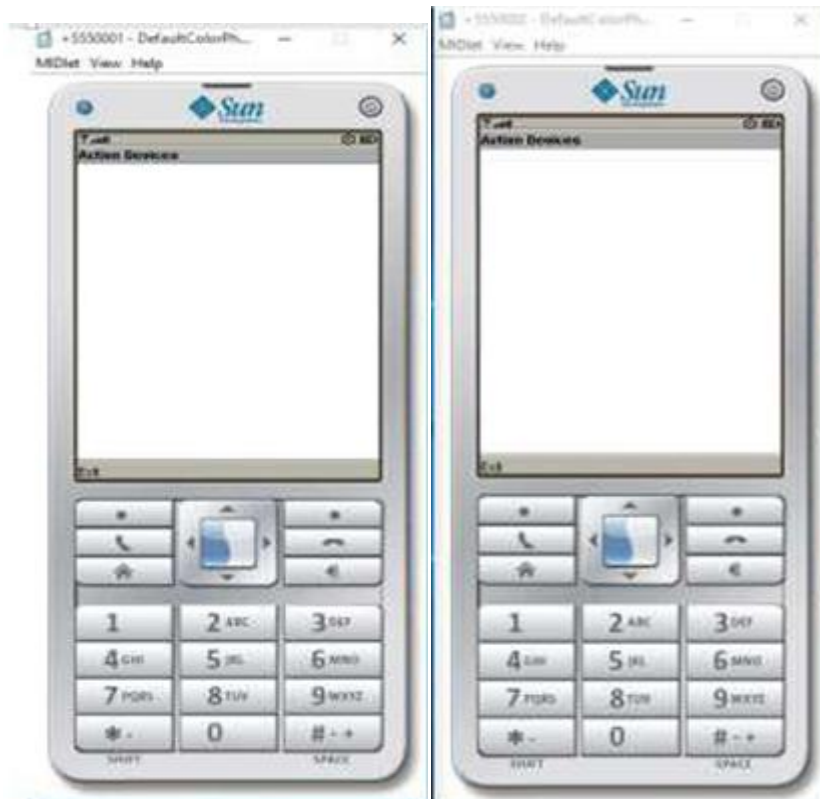 +5550001 - DefaultColorPh...
MIDlet View Help
Sun
Action Devices
Exit
1
2 ABC
3 DEF
4 GHI
5 JKL
6 MNO
7 PQRS
8 TUV
9 WXYZ
* -
0
# - +
SHIFT
SPACE
+5550002 - DefaultColorPh...
MIDlet View Help
Sun
Action Devices
Exit
1
2 ABC
3 DEF
4 GHI
5 JKL
6 MNO
7 PQRS
8 TUV
9 WXYZ
* -
0
# - +
SHIFT
SPACE